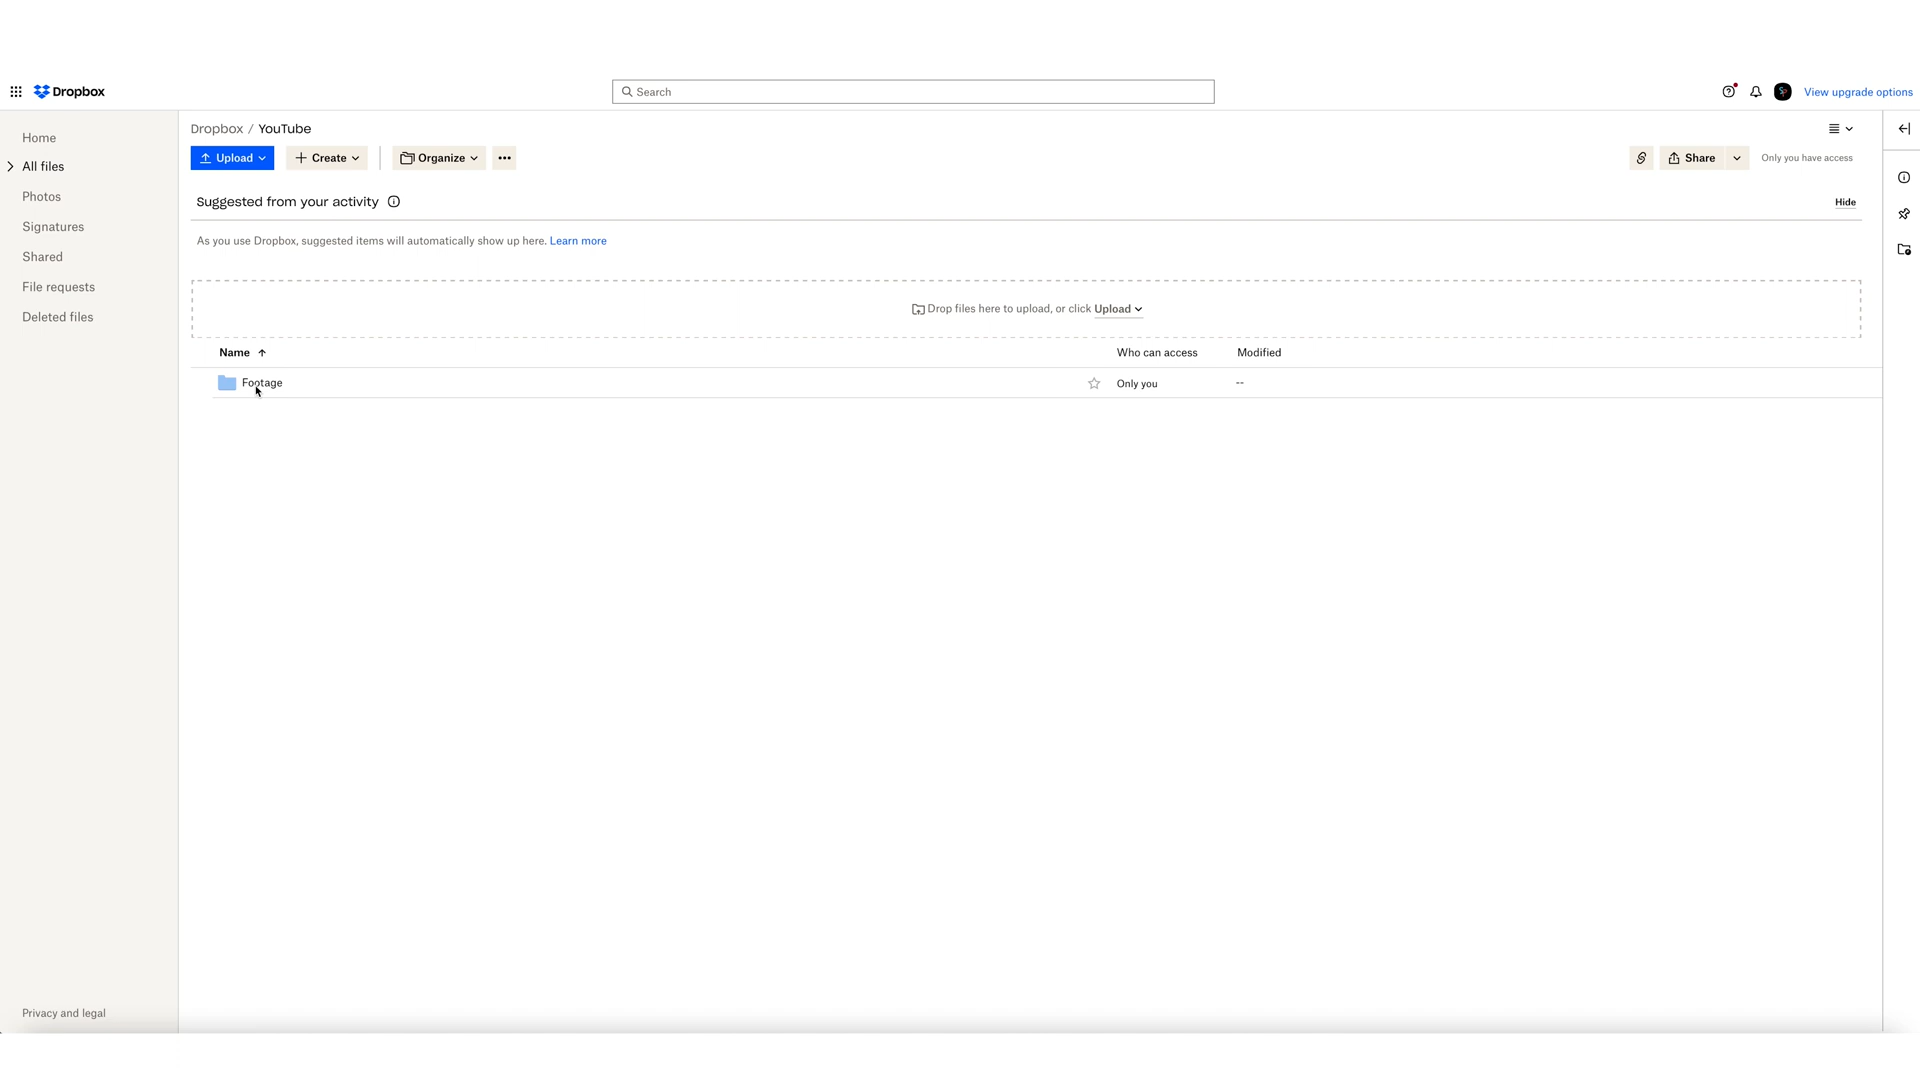 Dropbox
Search
View upgrade options
Home
All files
Photos
Signatures
Shared
File requests
Deleted files
Privacy and legal
Dropbox / YouTube
Upload
Create
Organize
Share
Only you have access
Suggested from your activity
Hide
As you use Dropbox, suggested items will automatically show up here. Learn more
Drop files here to upload, or click Upload
Name Who can access Modified
Footage Only you --